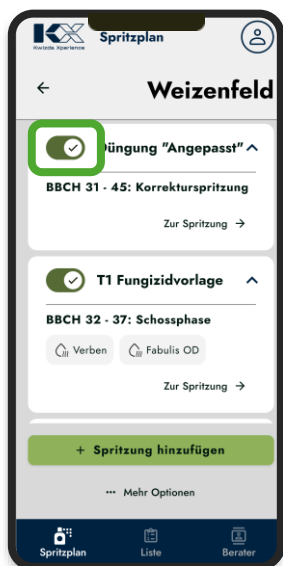 Kwizda Xperience
Spritzplan
Weizenfeld
Düngung "Angepasst"
BBCH 31 - 45: Korrekturspritzung
Zur Spritzung
T1 Fungizidvorlage
BBCH 32 - 37: Schossphase
Verben
Fabulis OD
Zur Spritzung
+ Spritzung hinzufügen
Mehr Optionen
Spritzplan
Liste
Berater